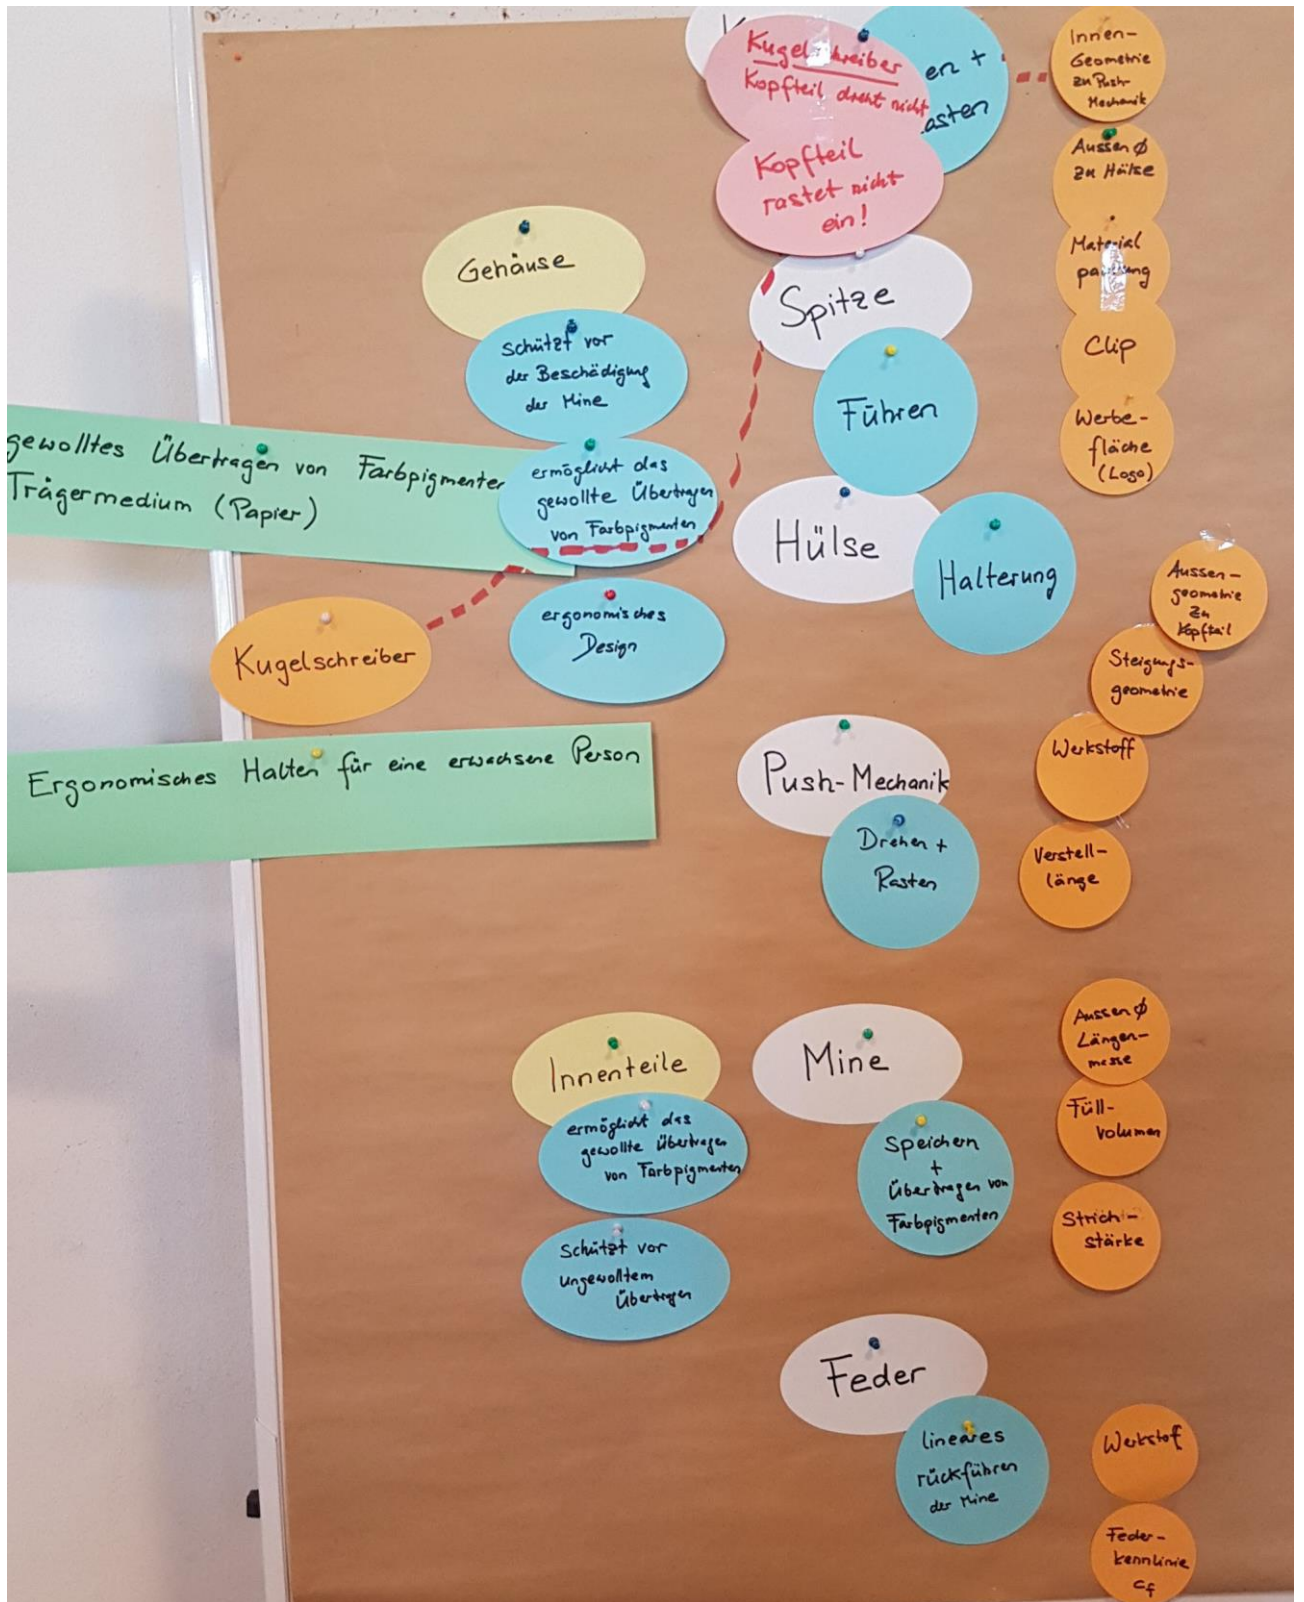 Kugelschreiber
Kopfteil dreht nicht
Kopfteil
rastet nicht
ein!
en +
asten
Innen-
Geometrie
zu Push-
Mechanik
Aussen Ø
zu Hülse
Material
paarung
Clip
Werbe-
fläche
(Logo)
Gehäuse
schützt vor
der Beschädigung
der Mine
ermöglicht das
gewollte Übertragen
von Farbpigmenten
ergonomisches
Design
gewolltes Übertragen von Farbpigmenten
Trägermedium (Papier)
Kugelschreiber
Ergonomisches Halten für eine erwachsene Person
Spitze
Führen
Hülse
Halterung
Aussen-
geometrie
zu
Kopfteil
Steigungs-
geometrie
Push-Mechanik
Drehen +
Rasten
Werkstoff
Verstell-
länge
Innenteile
ermöglicht das
gewollte Übertragen
von Farbpigmenten
Schützt vor
ungewolltem
Übertragen
Mine
Speichern
+
Übertragen von
Farbpigmenten
Aussen Ø
Längen-
messe
Füll-
volumen
Strich-
stärke
Feder
lineares
rückführen
der Mine
Werkstof
Feder-
kennlinie
cf